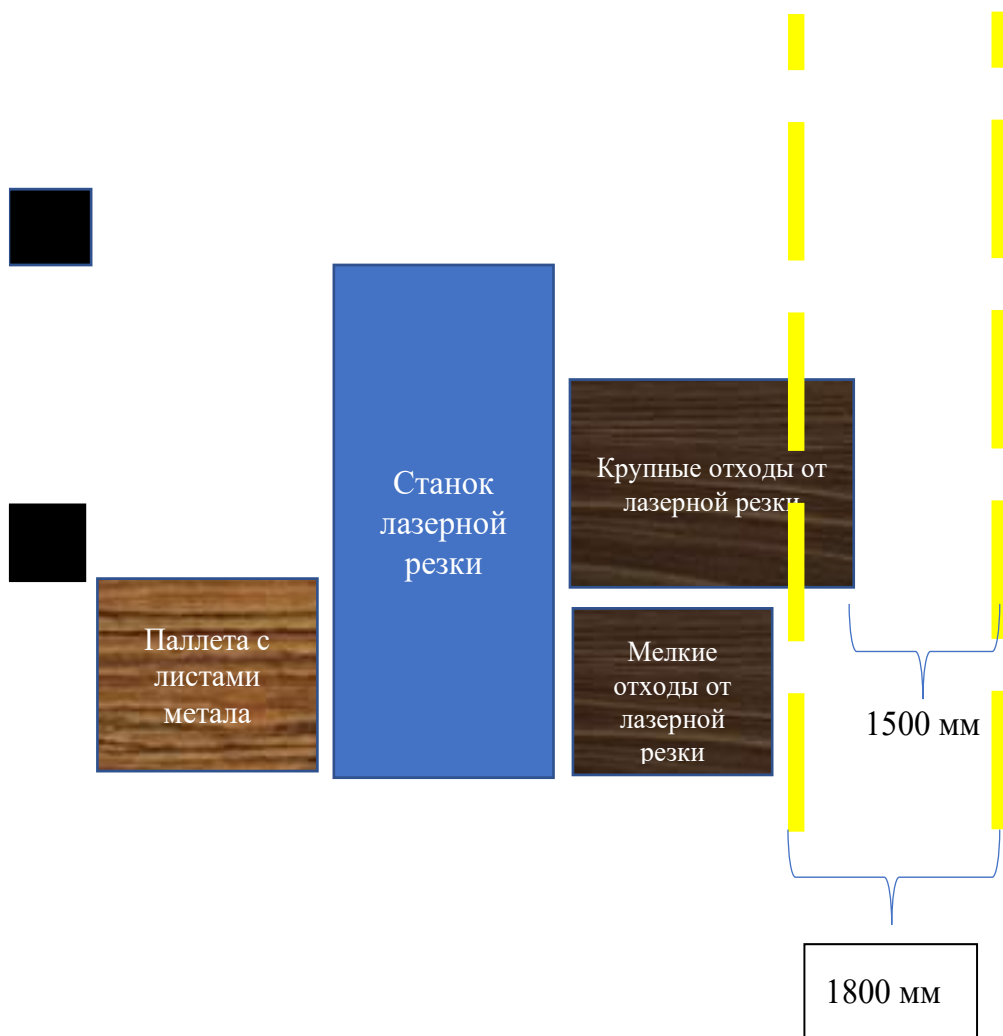 Станок
лазерной
резки
Крупные отходы от
лазерной резки
Паллета с
листами
метала
Мелкие
отходы от
лазерной
резки
1500 мм
1800 мм